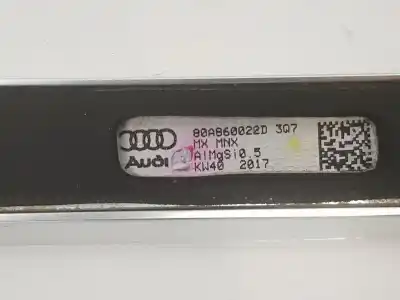 80A860022D 3Q7
MX MNX
Audi AlMgSi0.5
KW40 2017